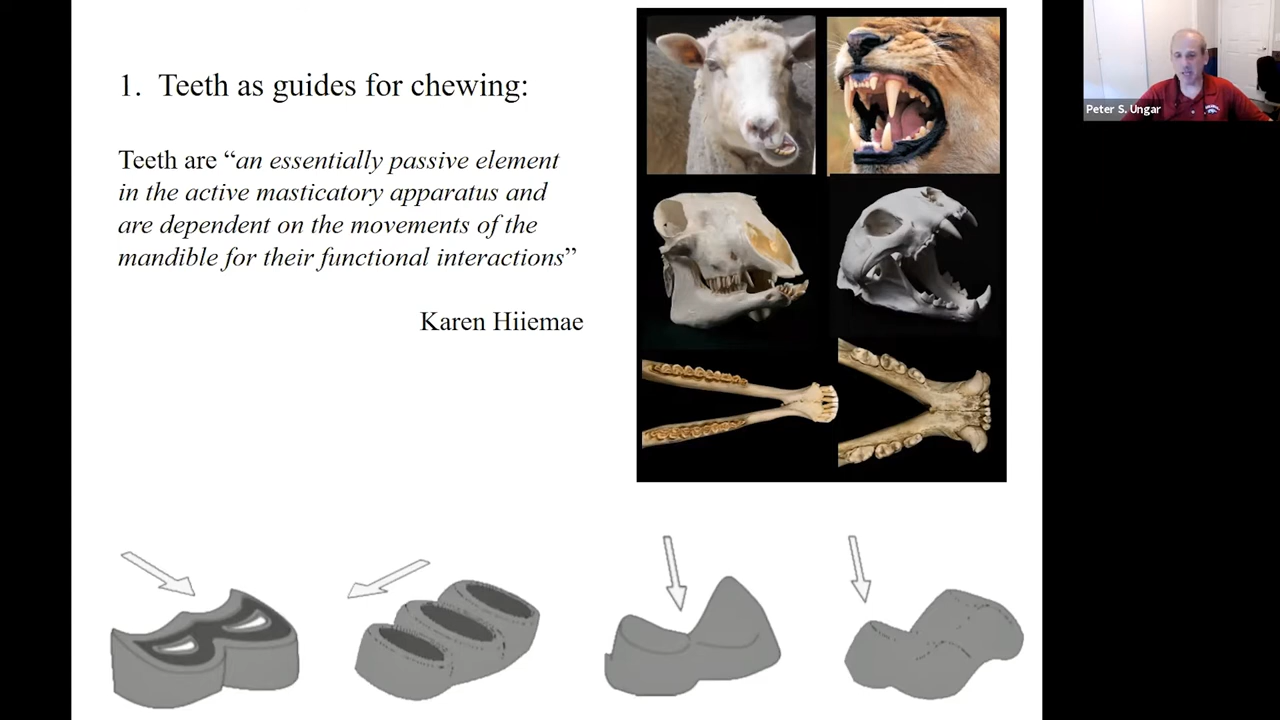 1. Teeth as guides for chewing:
Teeth are “an essentially passive element
in the active masticatory apparatus and
are dependent on the movements of the
mandible for their functional interactions”
Karen Hiiemae
Peter S. Ungar